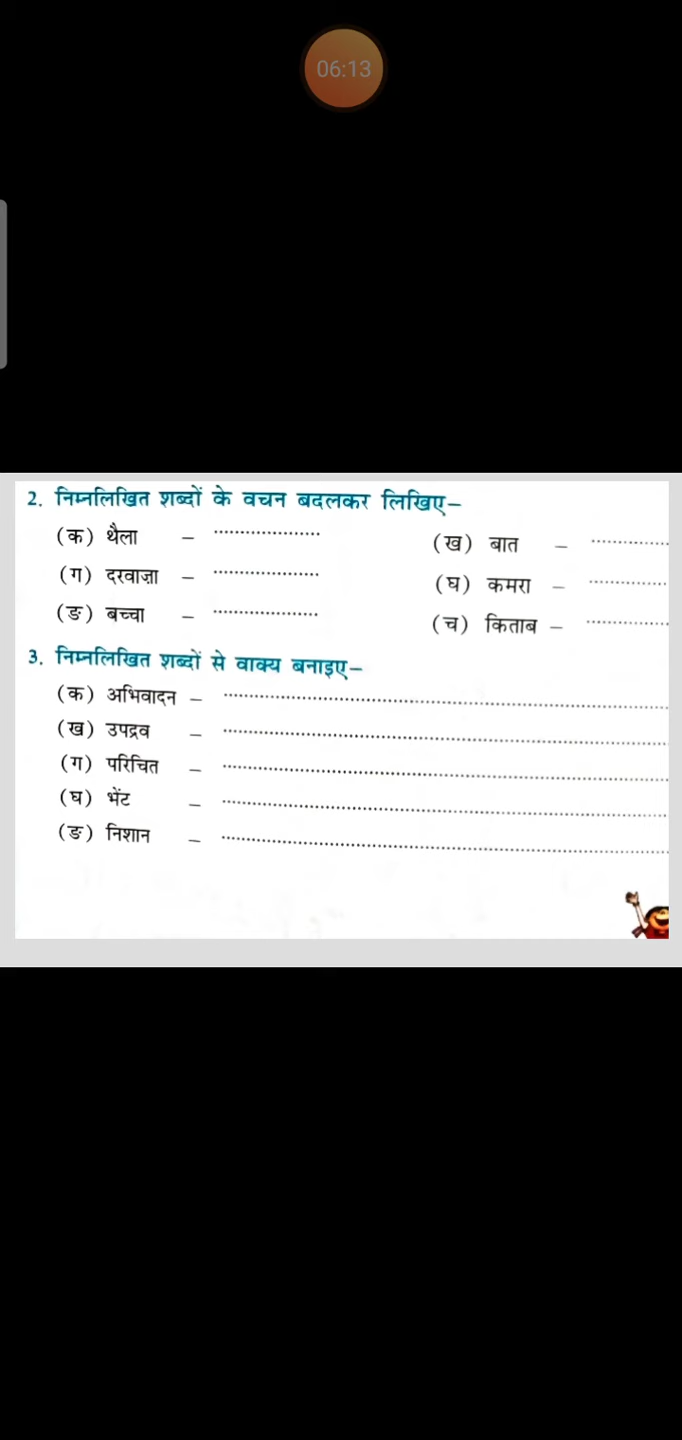 06:13
2. निम्नलिखित शब्दों के वचन बदलकर लिखिए–
(क) थैला – .................... (ख) बात – ..............
(ग) दरवाज़ा – .................... (घ) कमरा – ..............
(ङ) बच्चा – .................... (च) किताब – ..............
3. निम्नलिखित शब्दों से वाक्य बनाइए–
(क) अभिवादन – ....................
(ख) उपद्रव – ....................
(ग) परिचित – ....................
(घ) भेंट – ....................
(ङ) निशान – ....................